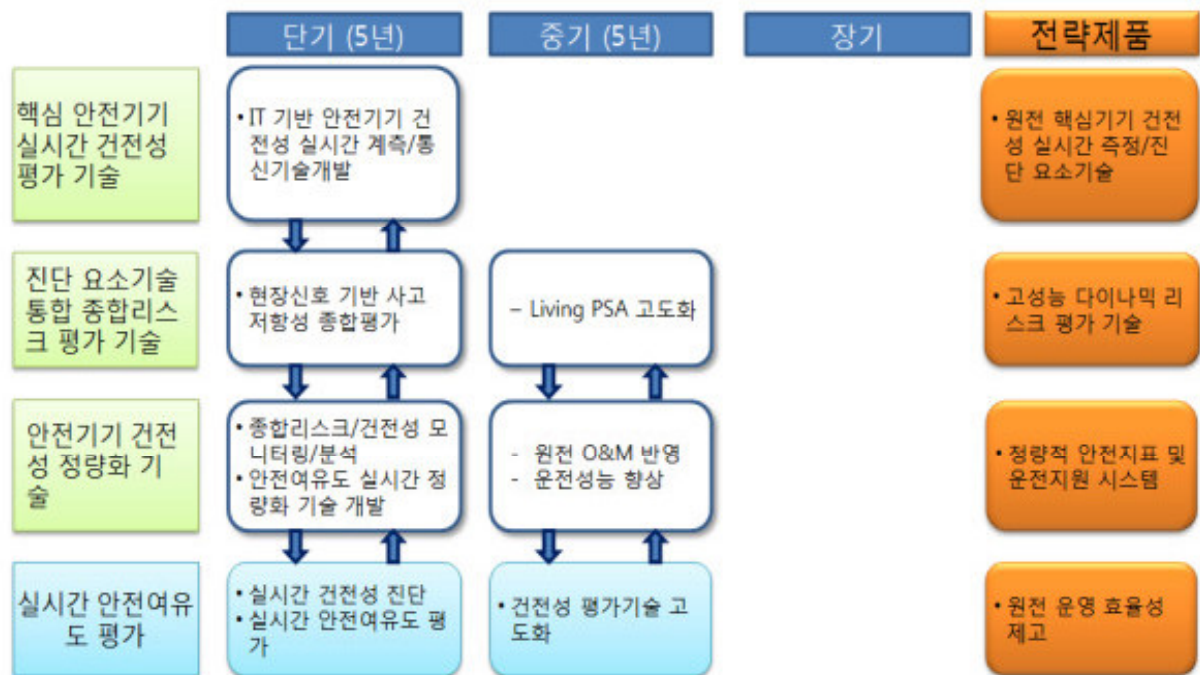 단기 (5년)
중기 (5년)
장기
전략제품
핵심 안전기기
실시간 건전성
평가 기술
• IT 기반 안전기기 건
전성 실시간 계측/통
신기술개발
• 원전 핵심기기 건전
성 실시간 측정/진
단 요소기술
진단 요소기술
통합 종합리스
크 평가 기술
• 현장신호 기반 사고
저항성 종합평가
– Living PSA 고도화
• 고성능 다이나믹 리
스크 평가 기술
안전기기 건전
성 정량화 기
술
• 종합리스크/건전성 모
니터링/분석
• 안전여유도 실시간 정
량화 기술 개발
- 원전 O&M 반영
- 운전성능 향상
• 정량적 안전지표 및
운전지원 시스템
실시간 안전여유
도 평가
• 실시간 건전성 진단
• 실시간 안전여유도 평
가
• 건전성 평가기술 고
도화
• 원전 운영 효율성
제고